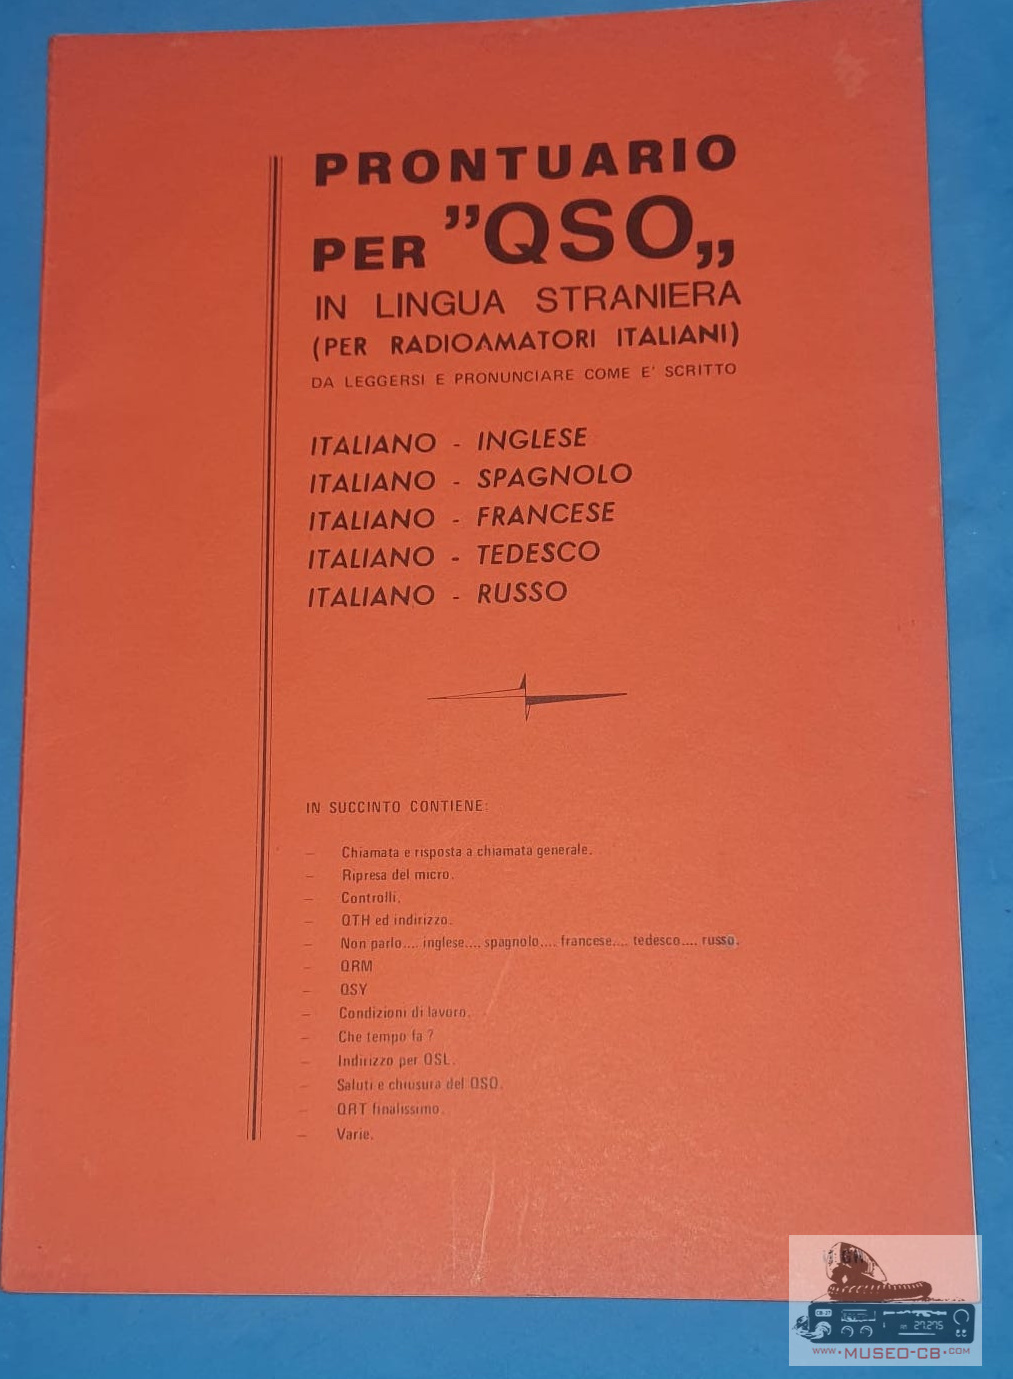 PRONTUARIO
PER "QSO„
IN LINGUA STRANIERA
(PER RADIOAMATORI ITALIANI)
DA LEGGERSI E PRONUNCIARE COME E' SCRITTO
ITALIANO - INGLESE
ITALIANO - SPAGNOLO
ITALIANO - FRANCESE
ITALIANO - TEDESCO
ITALIANO - RUSSO
IN SUCCINTO CONTIENE:
– Chiamata e risposta a chiamata generale.
– Ripresa del micro.
– Controlli.
– QTH ed indirizzo.
– Non parlo.... inglese.... spagnolo.... francese.... tedesco.... russo.
– QRM
– QSY
– Condizioni di lavoro.
– Che tempo fa ?
– Indirizzo per QSL.
– Saluti e chiusura del QSO.
– QRT finalissimo.
– Varie.
27.275
WWW.MUSEO-CB.COM